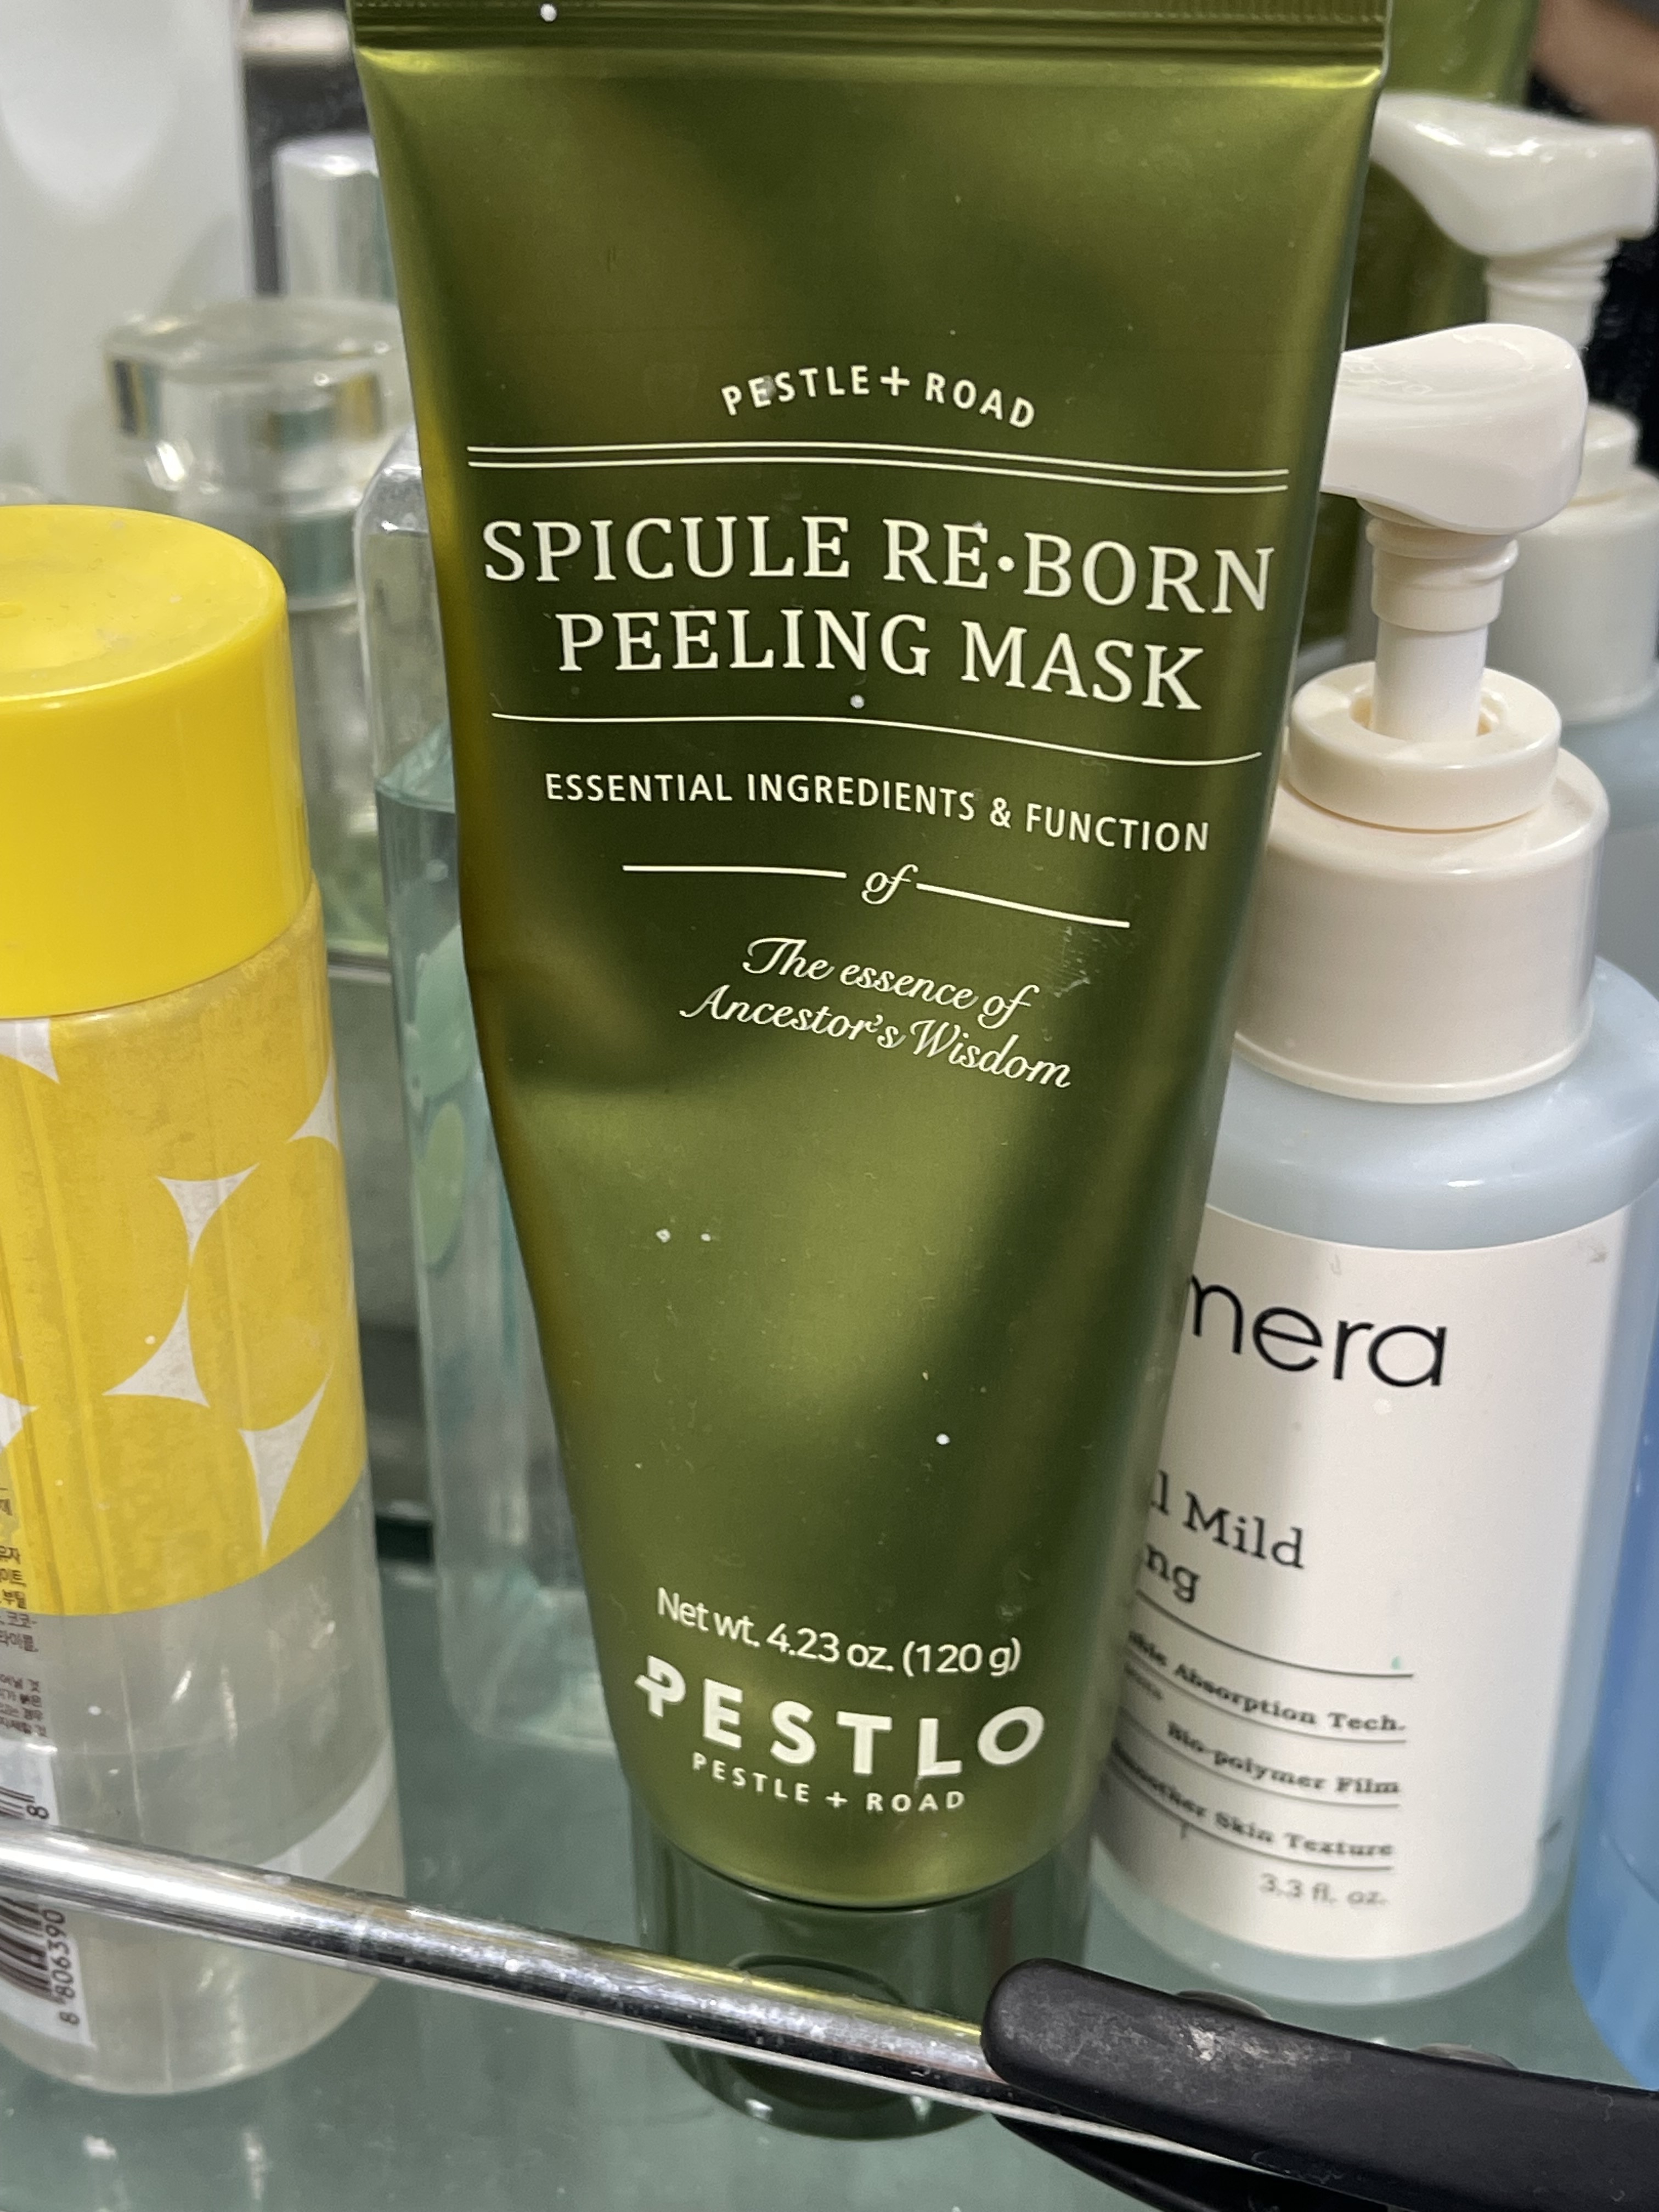 PESTLE + ROAD
SPICULE RE•BORN
PEELING MASK
ESSENTIAL INGREDIENTS & FUNCTION
of
The essence of
Ancestor's Wisdom
Net wt. 4.23 oz. (120 g)
PESTLO
PESTLE + ROAD
mera
Mild
Absorption Tech.
Bio-polymer Film
Skin Texture
3.3 fl. oz.
8 806390